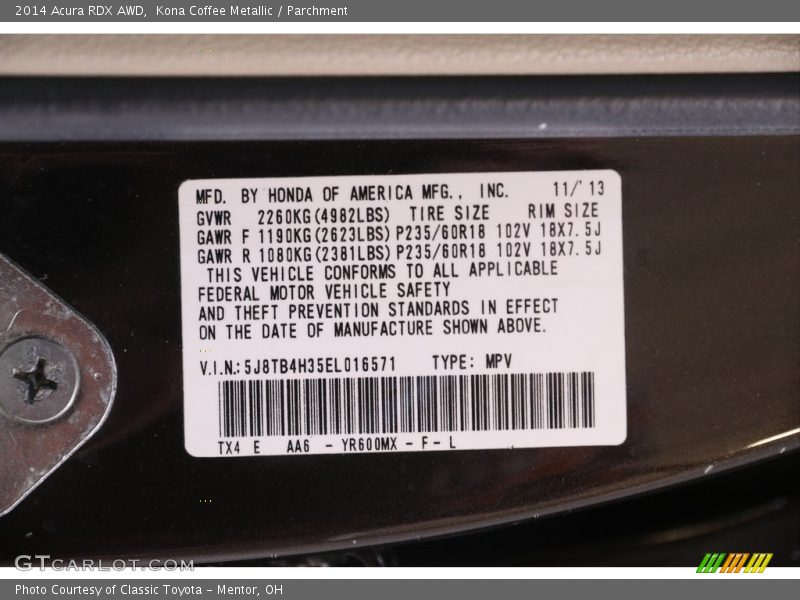 2014 Acura RDX AWD,  Kona Coffee Metallic / Parchment
MFD. BY HONDA OF AMERICA MFG., INC. 11/'13
GVWR 2260KG(4982LBS) TIRE SIZE RIM SIZE
GAWR F 1190KG(2623LBS) P235/60R18 102V 18X7.5J
GAWR R 1080KG(2381LBS) P235/60R18 102V 18X7.5J
THIS VEHICLE CONFORMS TO ALL APPLICABLE
FEDERAL MOTOR VEHICLE SAFETY
AND THEFT PREVENTION STANDARDS IN EFFECT
ON THE DATE OF MANUFACTURE SHOWN ABOVE.
V.I.N.: 5J8TB4H35EL016571 TYPE: MPV
TX4 E AA6 - YR600MX - F - L
GTCARLOT.COM
Photo Courtesy of Classic Toyota - Mentor, OH